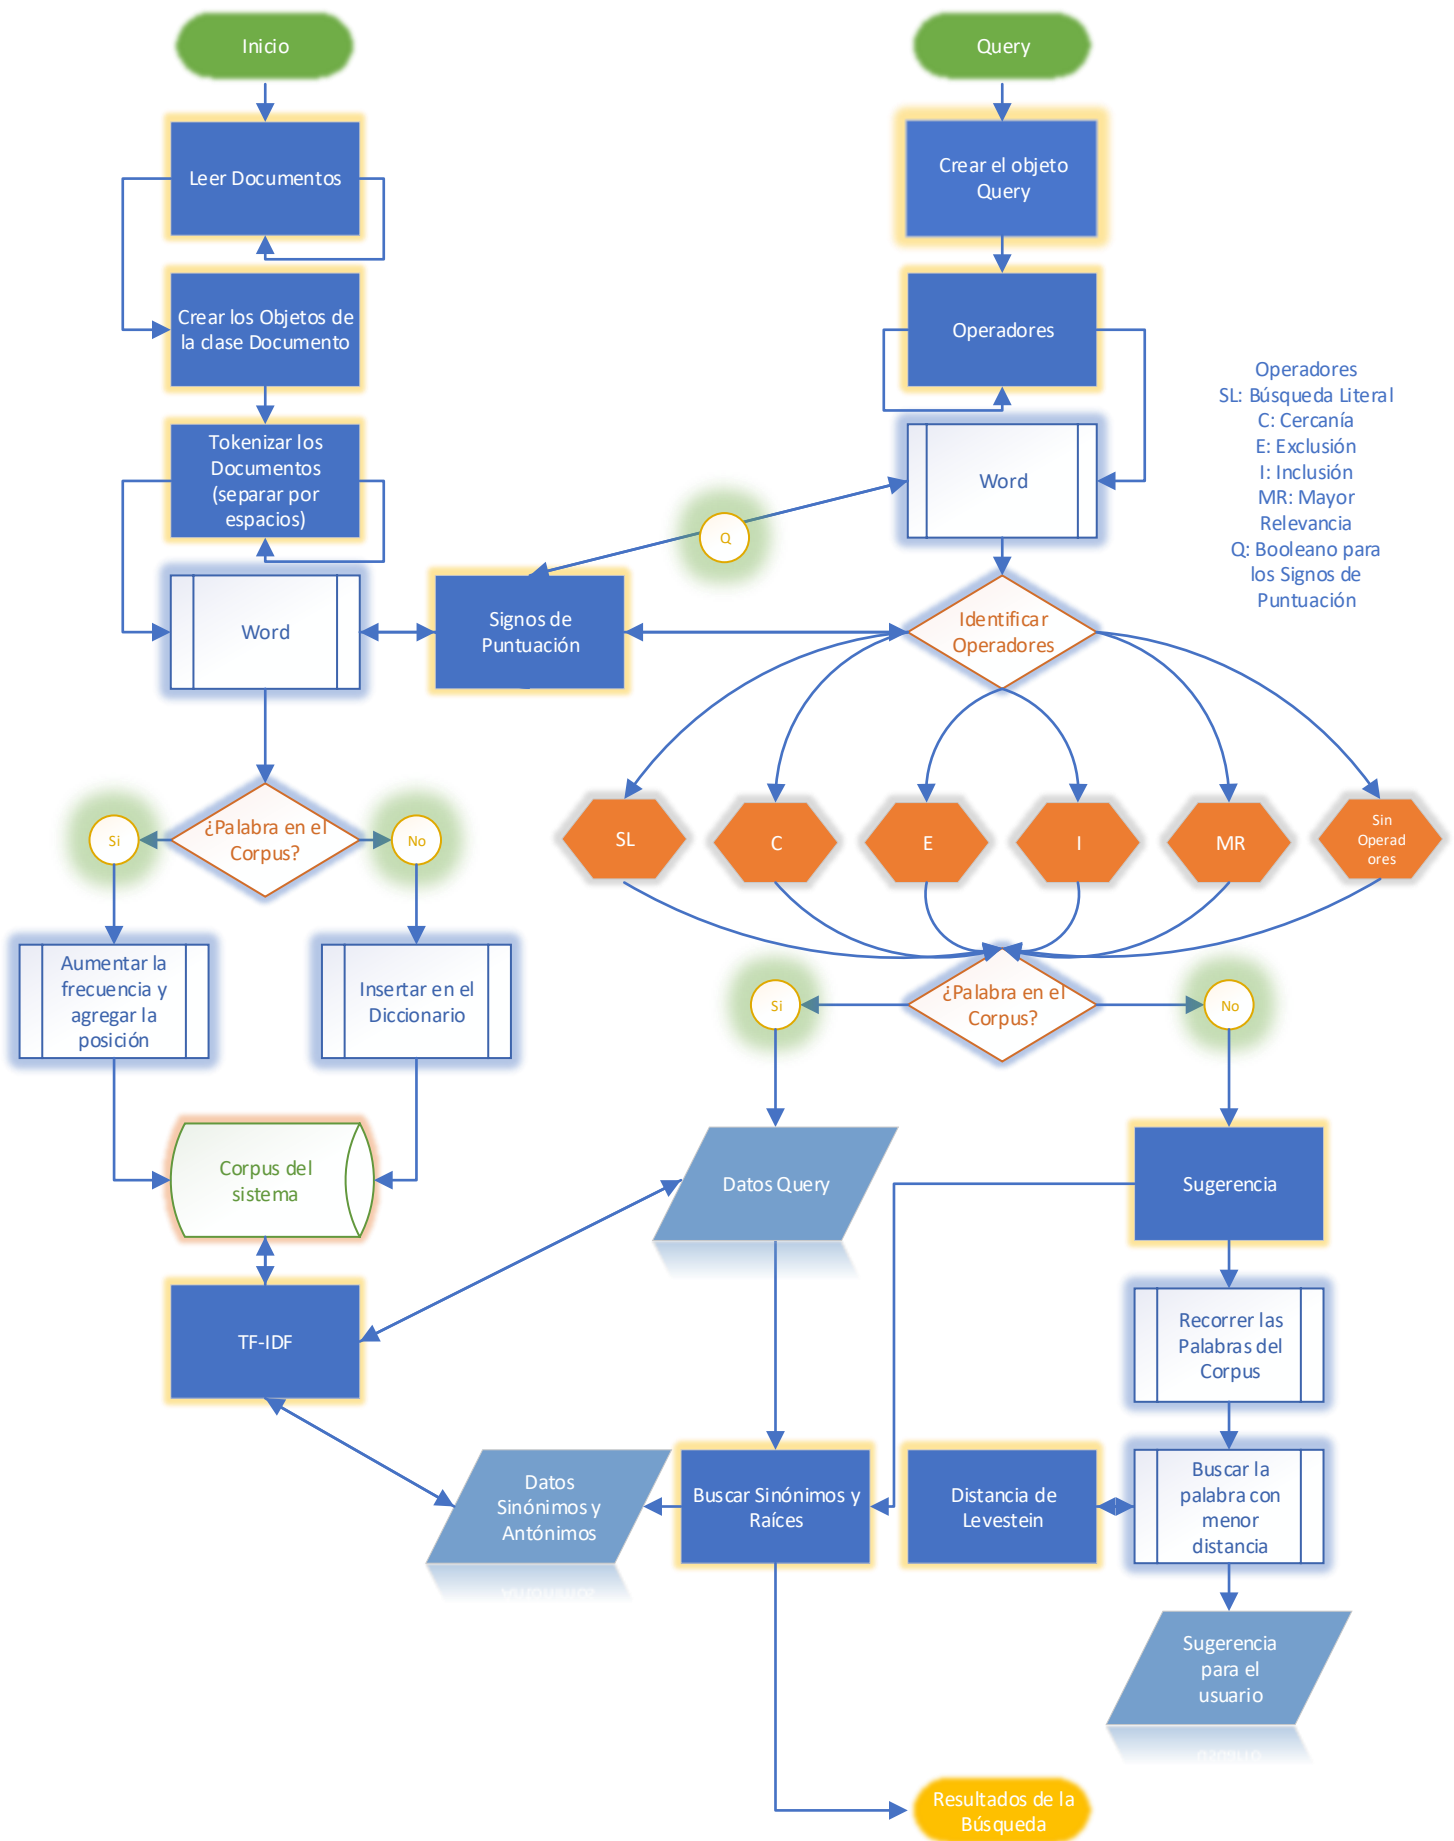 Inicio
Query
Leer Documentos
Crear el objeto
Query
Crear los Objetos de
la clase Documento
Operadores
Operadores
SL: Búsqueda Literal
C: Cercanía
E: Exclusión
I: Inclusión
MR: Mayor
Relevancia
Q: Booleano para
los Signos de
Puntuación
Tokenizar los
Documentos
(separar por
espacios)
Word
Q
Word
Signos de
Puntuación
Identificar
Operadores
¿Palabra en el
Corpus?
Si
No
SL
C
E
I
MR
Sin
Operad
ores
Aumentar la
frecuencia y
agregar la
posición
Insertar en el
Diccionario
¿Palabra en el
Corpus?
Si
No
Corpus del
sistema
Datos Query
Sugerencia
TF-IDF
Recorrer las
Palabras del
Corpus
Datos
Sinónimos y
Antónimos
Buscar Sinónimos y
Raíces
Distancia de
Levestein
Buscar la
palabra con
menor
distancia
Sugerencia
para el
usuario
Resultados de la
Búsqueda